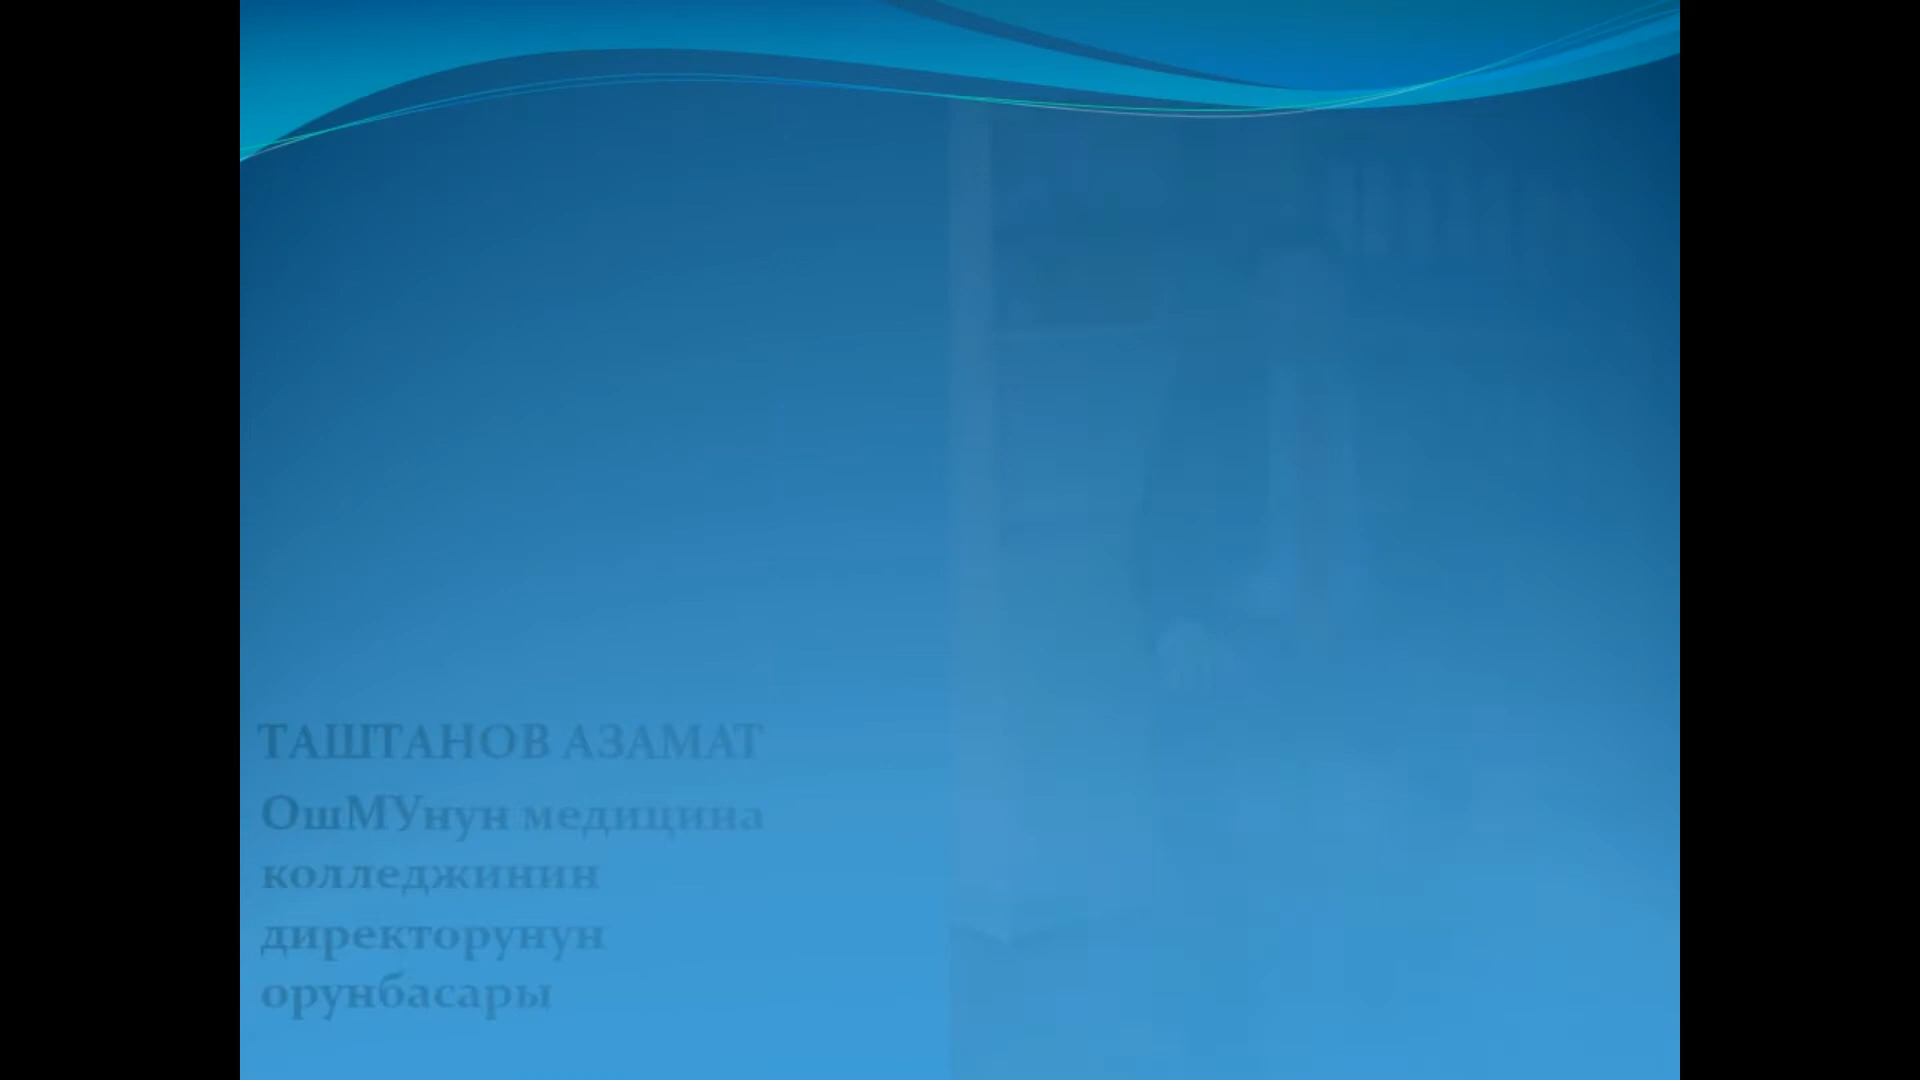 ТАШТАНОВ АЗАМАТ
ОшМУнун медицина
колледжинин
директорунун
орунбасары